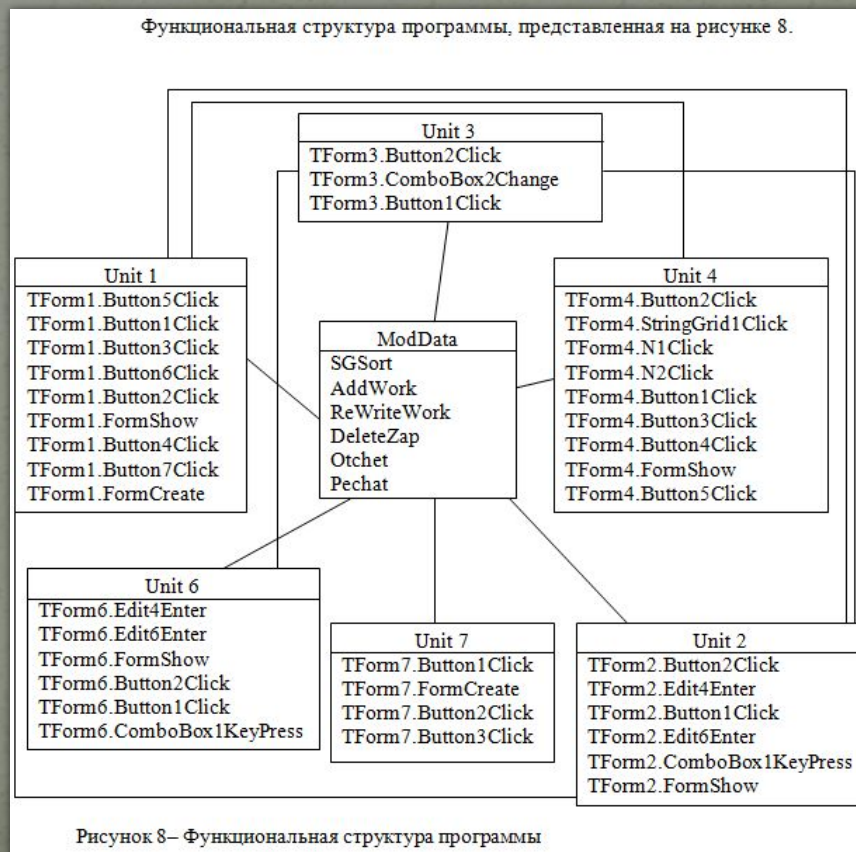 Функциональная структура программы, представленная на рисунке 8.
Unit 3
TForm3.Button2Click
TForm3.ComboBox2Change
TForm3.Button1Click
Unit 1
TForm1.Button5Click
TForm1.Button1Click
TForm1.Button3Click
TForm1.Button6Click
TForm1.Button2Click
TForm1.FormShow
TForm1.Button4Click
TForm1.Button7Click
TForm1.FormCreate
ModData
SGSort
AddWork
ReWriteWork
DeleteZap
Otchet
Pechat
Unit 4
TForm4.Button2Click
TForm4.StringGrid1Click
TForm4.N1Click
TForm4.N2Click
TForm4.Button1Click
TForm4.Button3Click
TForm4.Button4Click
TForm4.FormShow
TForm4.Button5Click
Unit 6
TForm6.Edit4Enter
TForm6.Edit6Enter
TForm6.FormShow
TForm6.Button2Click
TForm6.Button1Click
TForm6.ComboBox1KeyPress
Unit 7
TForm7.Button1Click
TForm7.FormCreate
TForm7.Button2Click
TForm7.Button3Click
Unit 2
TForm2.Button2Click
TForm2.Edit4Enter
TForm2.Button1Click
TForm2.Edit6Enter
TForm2.ComboBox1KeyPress
TForm2.FormShow
Рисунок 8– Функциональная структура программы